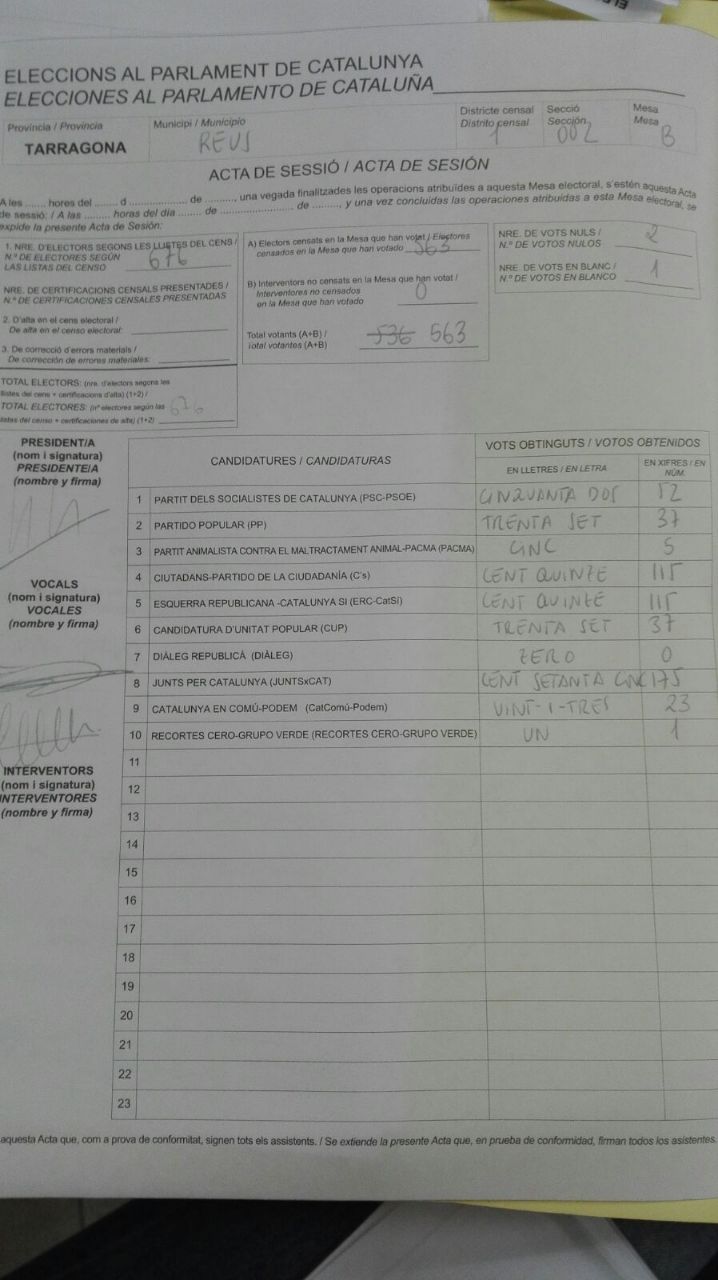 ELECCIONS AL PARLAMENT DE CATALUNYA
ELECCIONES AL PARLAMENTO DE CATALUÑA
Provincia / Provincia
TARRAGONA
Municipi / Municipio
REUS
Districte censal
Distrito censal
1
Secció
Sección
002
Mesa
Mesa
B
ACTA DE SESSIÓ / ACTA DE SESIÓN
A les ....... hores del ..... d .................. de ........., una vegada finalitzades les operacions atribuïdes a aquesta Mesa electoral, s'estén aquesta Acta
de sessió: / A las ........ horas del día ....... de ....................... de ........, y una vez concluidas las operaciones atribuidas a esta Mesa electoral, se
expide la presente Acta de Sesión:
1. NRE. D'ELECTORS SEGONS LES LLISTES DEL CENS /
N.º DE ELECTORES SEGÚN
LAS LISTAS DEL CENSO 676
NRE. DE CERTIFICACIONS CENSALS PRESENTADES /
N.º DE CERTIFICACIONES CENSALES PRESENTADAS
2. D'alta en el cens electoral /
De alta en el censo electoral:
3. De correcció d'errors materials /
De corrección de errores materiales:
TOTAL ELECTORS: (nre. d'electors segons les
llistes del cens + certificacions d'alta) (1+2) /
TOTAL ELECTORES: (nº electores según las 676
listas del censo + certificaciones de alta) (1+2)
A) Electors censats en la Mesa que han votat / Electores
censados en la Mesa que han votado 563
B) Interventors no censats en la Mesa que han votat /
Interventores no censados 0
en la Mesa que han votado
Total votants (A+B) /
Total votantes (A+B) 536 563
NRE. DE VOTS NULS / 2
N.º DE VOTOS NULOS
NRE. DE VOTS EN BLANC / 1
N.º DE VOTOS EN BLANCO
PRESIDENT/A
(nom i signatura)
PRESIDENTE/A
(nombre y firma)
VOCALS
(nom i signatura)
VOCALES
(nombre y firma)
INTERVENTORS
(nom i signatura)
INTERVENTORES
(nombre y firma)
CANDIDATURES / CANDIDATURAS
VOTS OBTINGUTS / VOTOS OBTENIDOS
EN LLETRES / EN LETRA
EN XIFRES / EN
NÚM.
1 PARTIT DELS SOCIALISTES DE CATALUNYA (PSC-PSOE) CINQUANTA DOS 52
2 PARTIDO POPULAR (PP) TRENTA SET 37
3 PARTIT ANIMALISTA CONTRA EL MALTRACTAMENT ANIMAL-PACMA (PACMA) CINC 5
4 CIUTADANS-PARTIDO DE LA CIUDADANÍA (C's) CENT QUINZE 115
5 ESQUERRA REPUBLICANA -CATALUNYA SI (ERC-CatSí) CENT QUINZE 115
6 CANDIDATURA D'UNITAT POPULAR (CUP) TRENTA SET 37
7 DIÀLEG REPUBLICÀ (DIÀLEG) ZERO 0
8 JUNTS PER CATALUNYA (JUNTSxCAT) CENT SETANTA CINC 175
9 CATALUNYA EN COMÚ-PODEM (CatComú-Podem) VINT-I-TRES 23
10 RECORTES CERO-GRUPO VERDE (RECORTES CERO-GRUPO VERDE) UN 1
11
12
13
14
15
16
17
18
19
20
21
22
23
aquesta Acta que, com a prova de conformitat, signen tots els assistents. / Se extiende la presente Acta que, en prueba de conformidad, firman todos los asistentes.